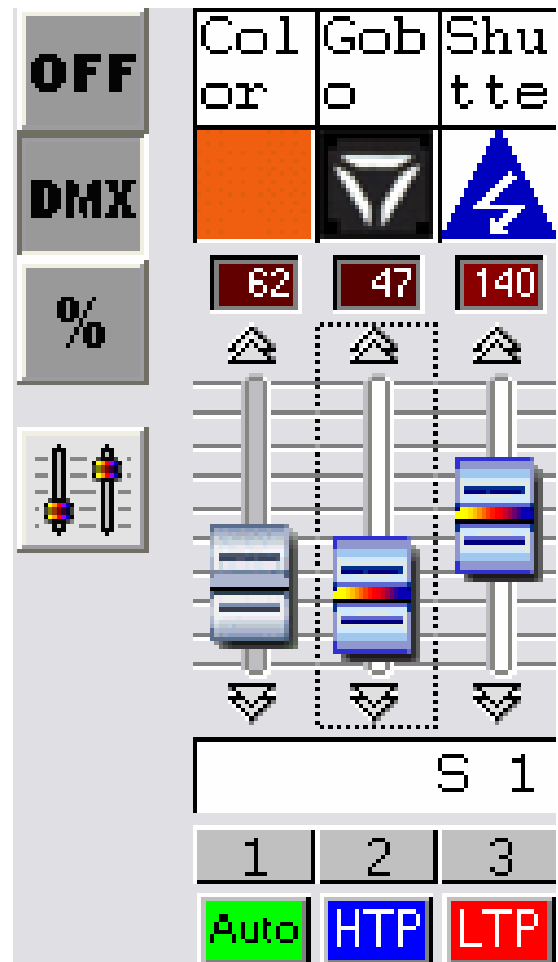 OFF
DMX
%
Col
or
Gob
o
Shu
tte
62
47
140
S 1
1
2
3
Auto
HTP
LTP